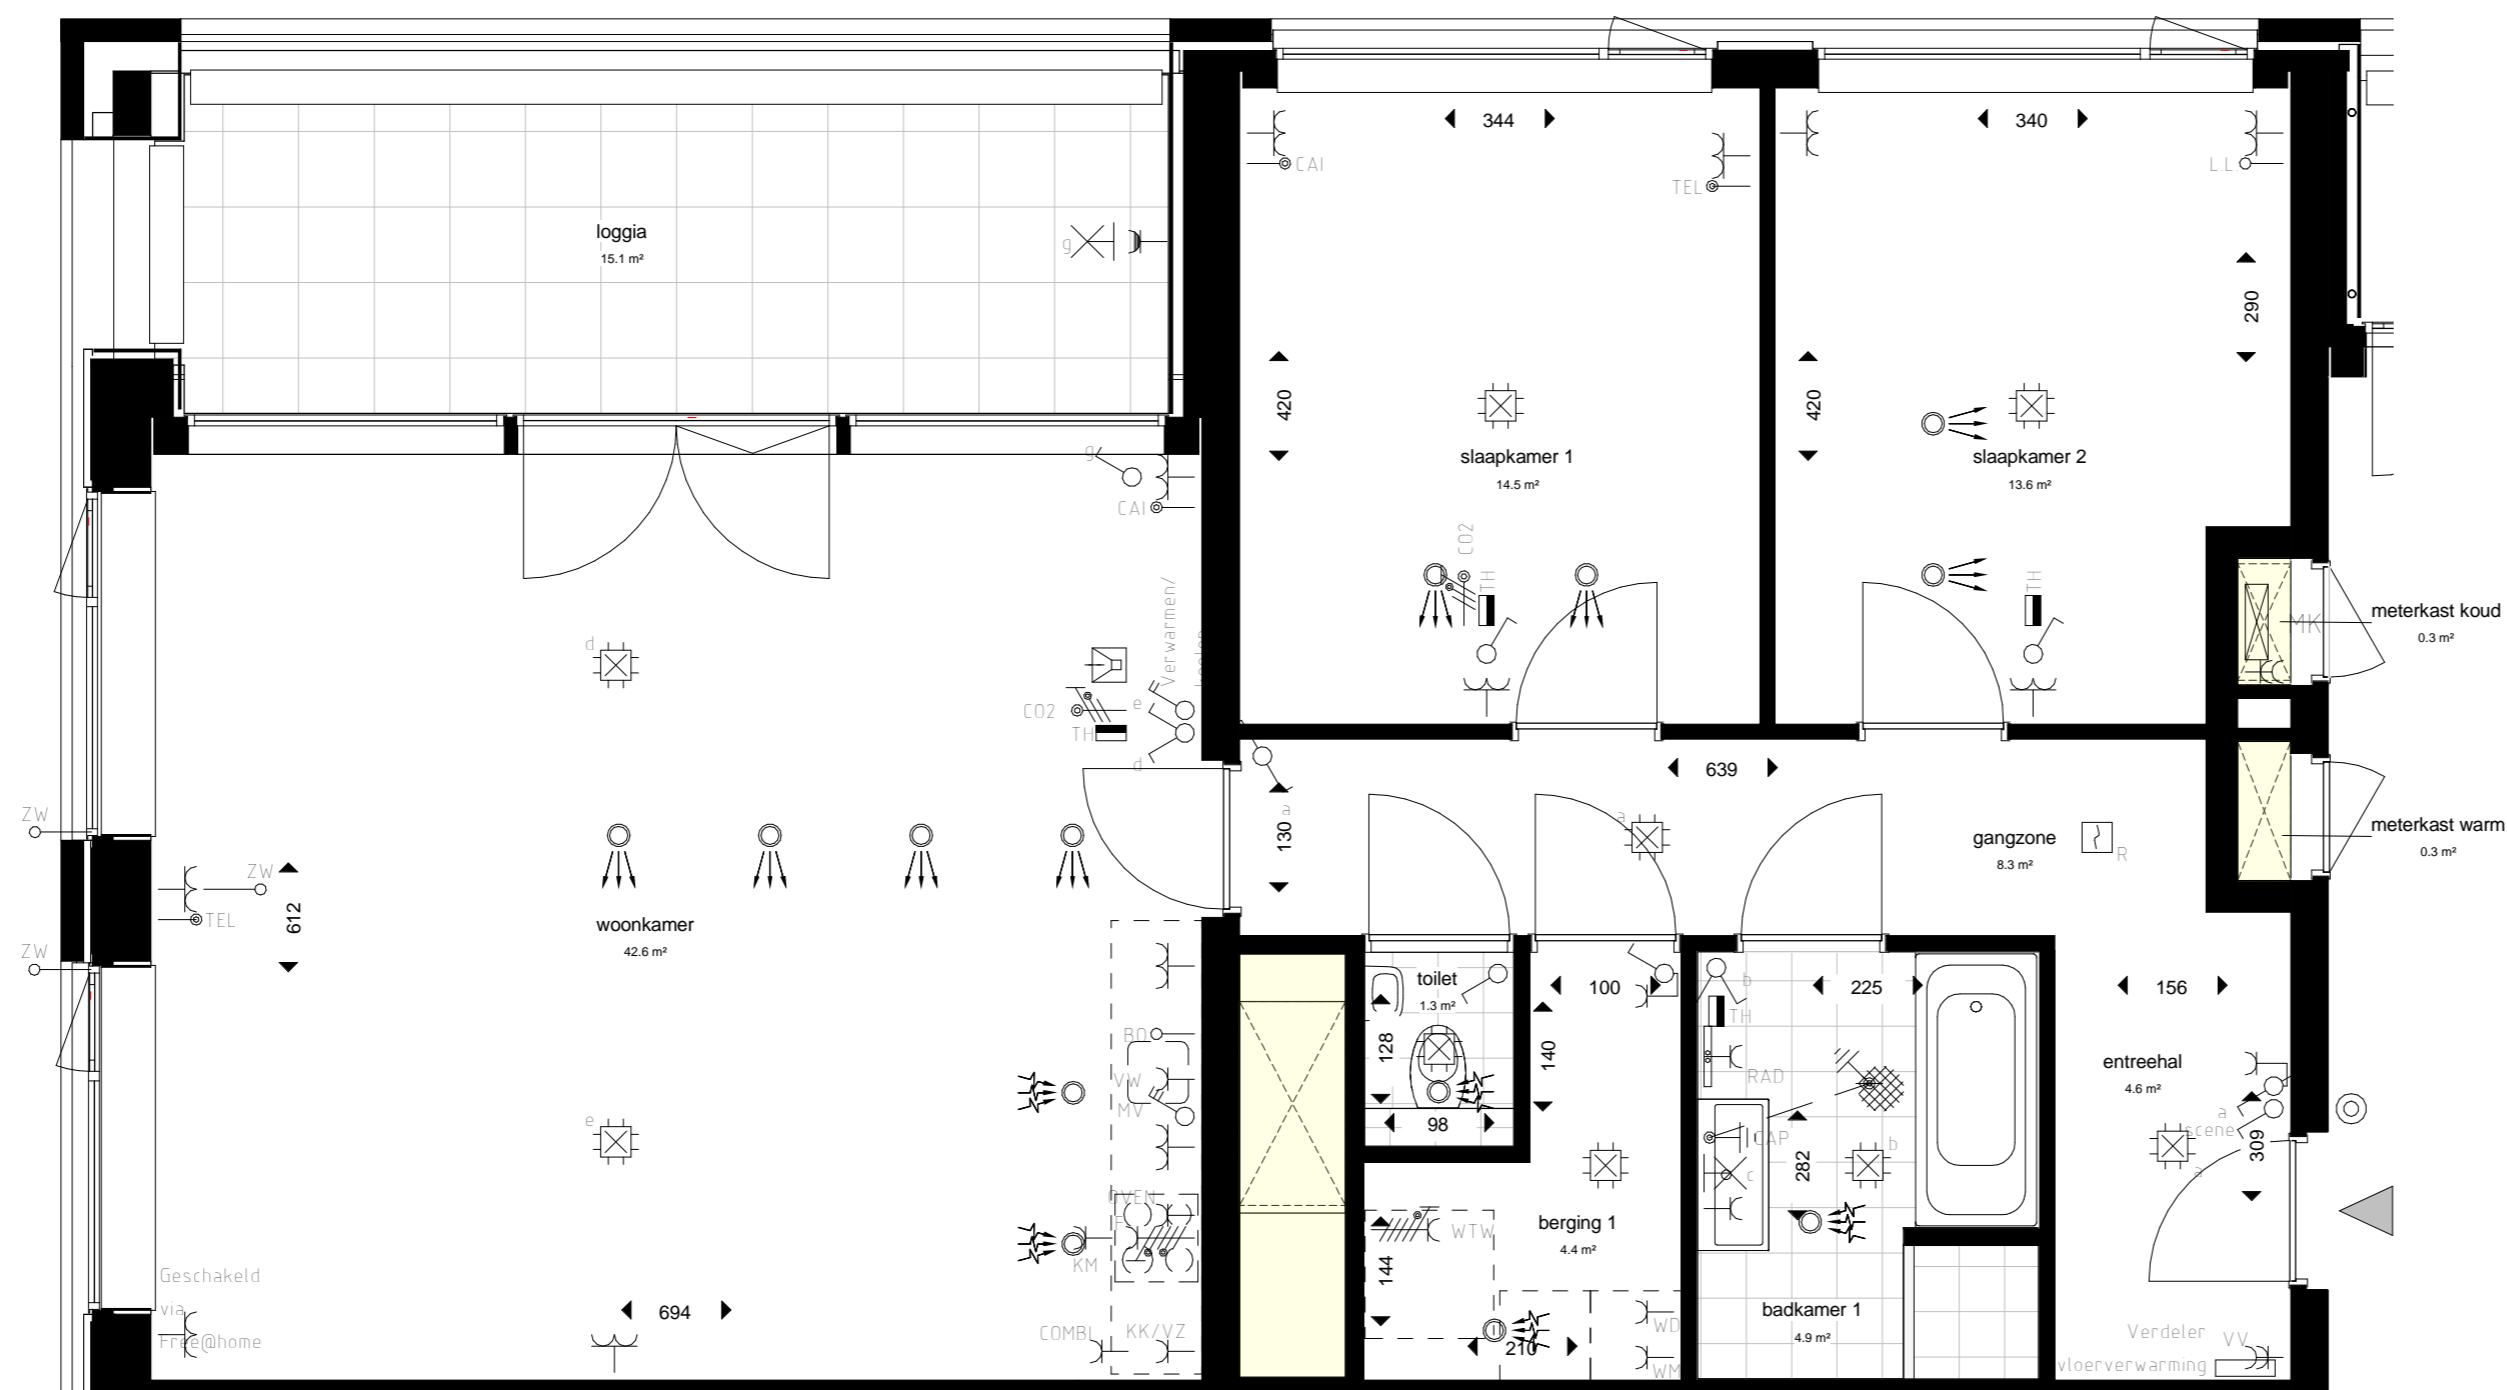 344
340
CAI
L.L.
TEL
loggia
15.1 m²
g
290
420
420
slaapkamer 1
14.5 m²
slaapkamer 2
13.6 m²
g
CAI
CO2
TH
TH
Verwarmen/
koelen
meterkast koud
0.3 m²
MK
d
CO2
e
TH
d
639
a
130
a
gangzone
8.3 m²
R
meterkast warm
0.3 m²
ZW
ZW
TEL
612
woonkamer
42.6 m²
ZW
toilet
1.3 m²
100
b
225
156
TH
BO
128
140
VW
MV
RAD
entreehal
4.6 m²
98
a
scene
e
CAP
b
282
c
309
a
OVEN
berging 1
4.4 m²
WTW
KM
144
Geschakeld
via
Free@home
694
badkamer 1
4.9 m²
COMBI
KK/VZ
210
WD
WM
Verdeler
VV
vloerverwarming